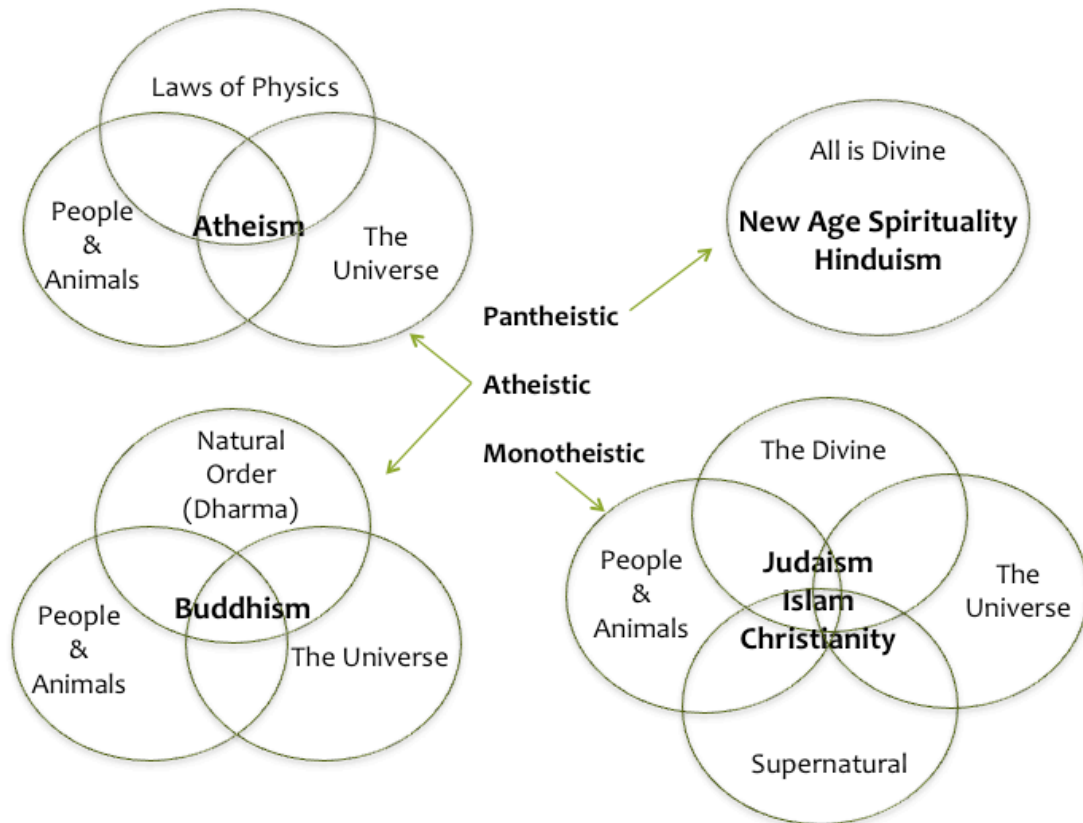 Laws of Physics
People
&
Animals
Atheism
The
Universe
All is Divine
New Age Spirituality
Hinduism
Pantheistic
Atheistic
Monotheistic
Natural
Order
(Dharma)
People
&
Animals
Buddhism
The Universe
The Divine
People
&
Animals
Judaism
Islam
Christianity
The
Universe
Supernatural